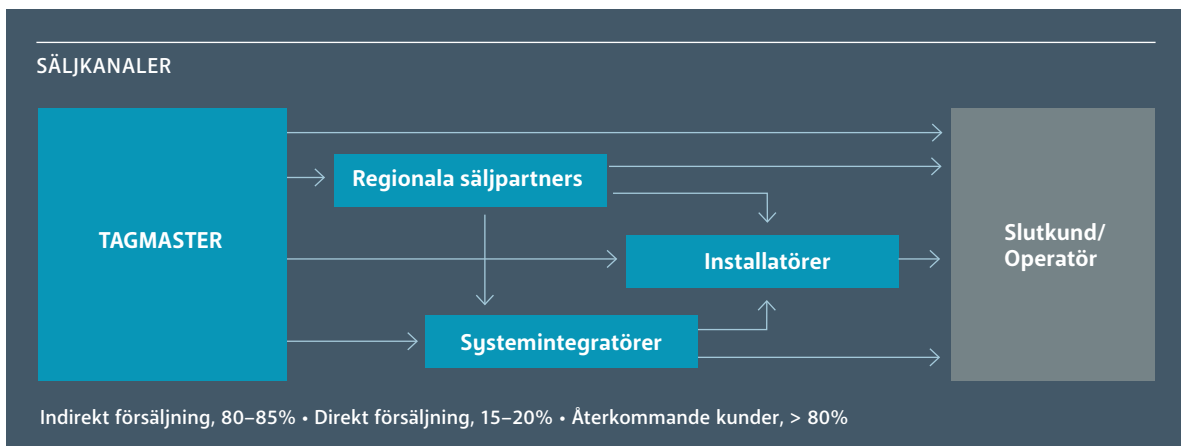 SÄLJKANALER
Regionala säljpartners
TAGMASTER
Slutkund/
Operatör
Installatörer
Systemintegratörer
Indirekt försäljning, 80–85% • Direkt försäljning, 15–20% • Återkommande kunder, > 80%